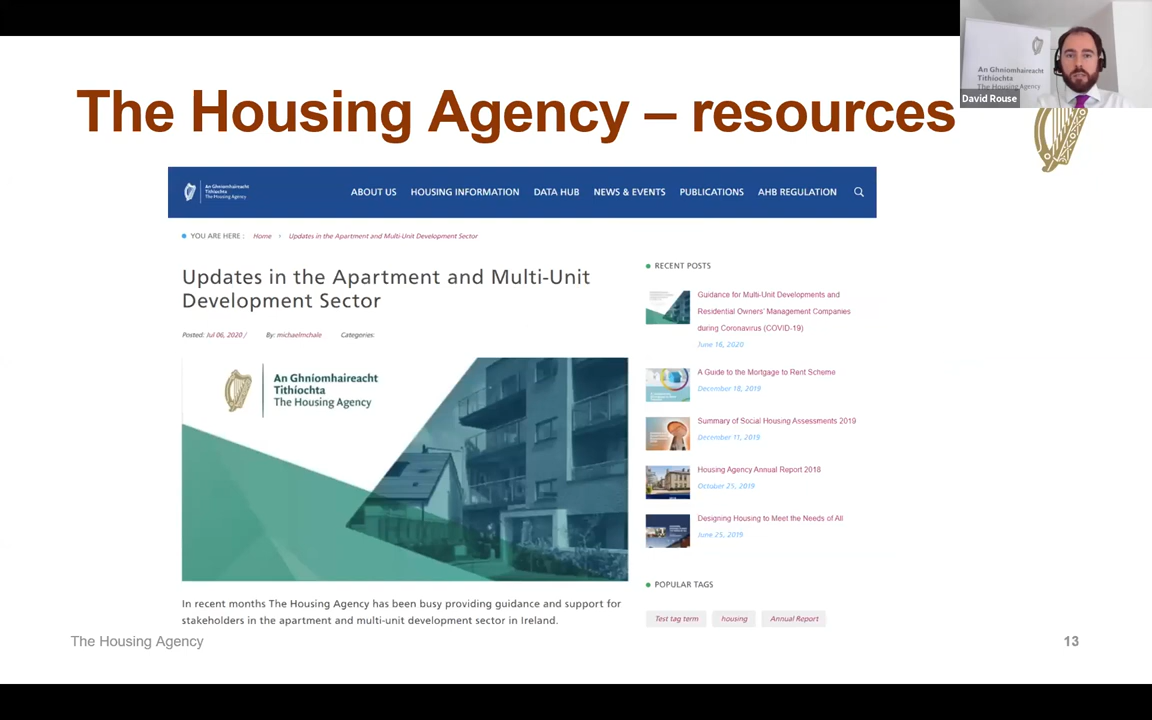 An Ghníomhaireacht
Tithíochta
The Housing Agency
David Rouse
The Housing Agency – resources
An Ghníomhaireacht
Tithíochta
The Housing Agency
ABOUT US HOUSING INFORMATION DATA HUB NEWS & EVENTS PUBLICATIONS AHB REGULATION
YOU ARE HERE : Home › Updates in the Apartment and Multi-Unit Development Sector
Updates in the Apartment and Multi-Unit
Development Sector
Posted: Jul 06, 2020 / By: michaelmchale Categories:
An Ghníomhaireacht
Tithíochta
The Housing Agency
In recent months The Housing Agency has been busy providing guidance and support for
stakeholders in the apartment and multi-unit development sector in Ireland.
RECENT POSTS
Guidance for Multi-Unit Developments and
Residential Owners' Management Companies
during Coronavirus (COVID-19)
June 16, 2020
A Guide to the Mortgage to Rent Scheme
December 18, 2019
Summary of Social Housing Assessments 2019
December 11, 2019
Housing Agency Annual Report 2018
October 25, 2019
Designing Housing to Meet the Needs of All
June 25, 2019
POPULAR TAGS
Test tag term housing Annual Report
The Housing Agency
13